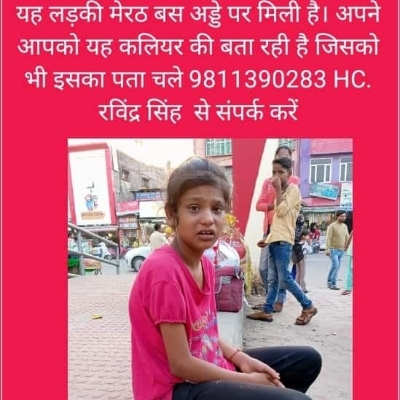 यह लड़की मेरठ बस अड्डे पर मिली है। अपने
आपको यह कलियर की बता रही है जिसको
भी इसका पता चले 9811390283 HC.
रविंद्र सिंह से संपर्क करें